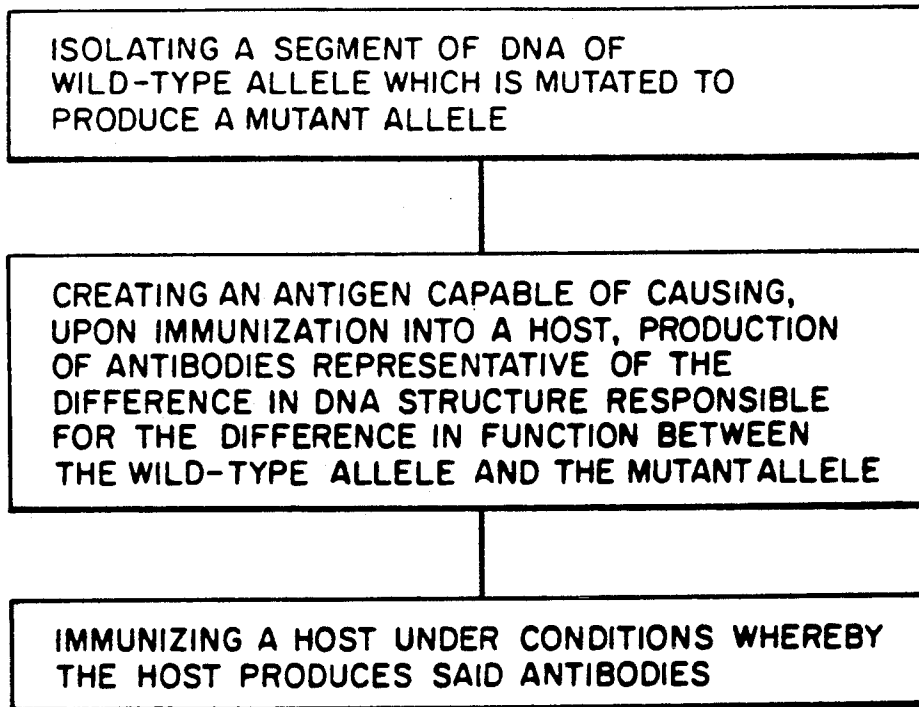 ISOLATING A SEGMENT OF DNA OF
WILD-TYPE ALLELE WHICH IS MUTATED TO
PRODUCE A MUTANT ALLELE
CREATING AN ANTIGEN CAPABLE OF CAUSING,
UPON IMMUNIZATION INTO A HOST, PRODUCTION
OF ANTIBODIES REPRESENTATIVE OF THE
DIFFERENCE IN DNA STRUCTURE RESPONSIBLE
FOR THE DIFFERENCE IN FUNCTION BETWEEN
THE WILD-TYPE ALLELE AND THE MUTANT ALLELE
IMMUNIZING A HOST UNDER CONDITIONS WHEREBY
THE HOST PRODUCES SAID ANTIBODIES